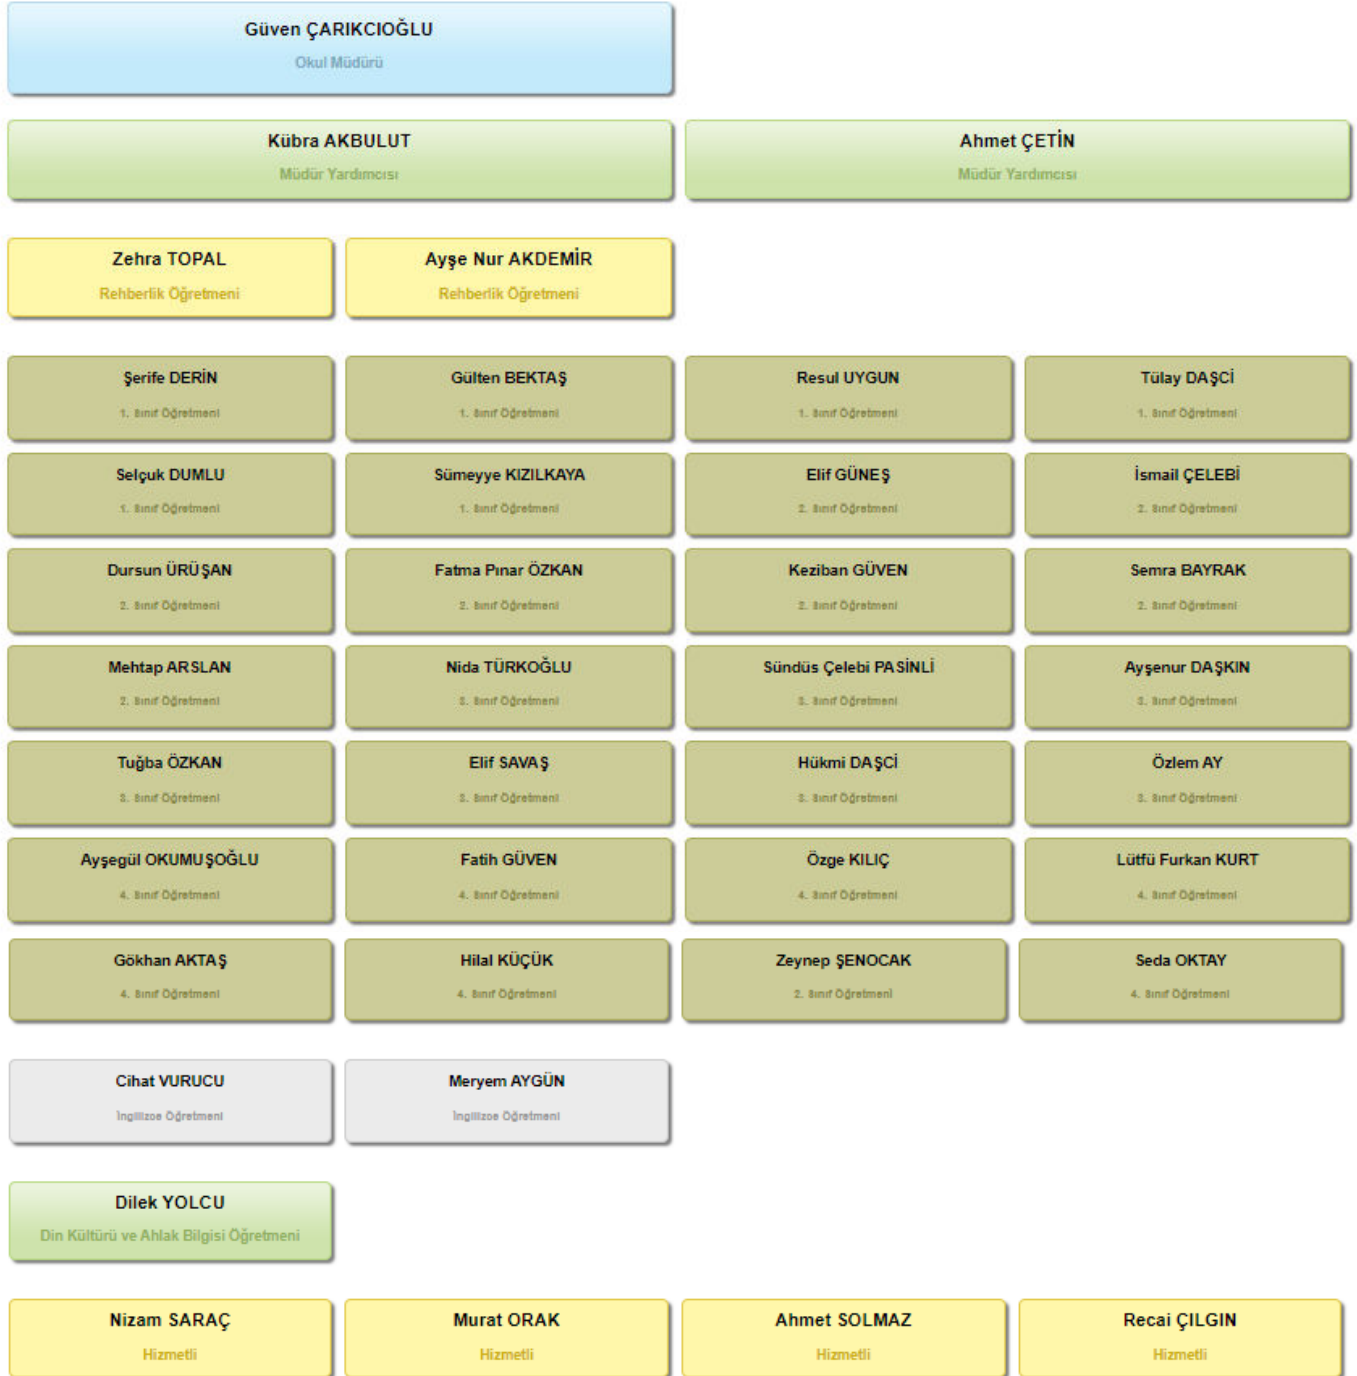 Güven ÇARIKCIOĞLU
Okul Müdürü
Kübra AKBULUT
Müdür Yardımcısı
Ahmet ÇETİN
Müdür Yardımcısı
Zehra TOPAL
Rehberlik Öğretmeni
Ayşe Nur AKDEMİR
Rehberlik Öğretmeni
Şerife DERİN
1. Sınıf Öğretmeni
Gülten BEKTAŞ
1. Sınıf Öğretmeni
Resul UYGUN
1. Sınıf Öğretmeni
Tülay DAŞCİ
1. Sınıf Öğretmeni
Selçuk DUMLU
1. Sınıf Öğretmeni
Sümeyye KIZILKAYA
1. Sınıf Öğretmeni
Elif GÜNEŞ
2. Sınıf Öğretmeni
İsmail ÇELEBİ
2. Sınıf Öğretmeni
Dursun ÜRÜŞAN
2. Sınıf Öğretmeni
Fatma Pınar ÖZKAN
2. Sınıf Öğretmeni
Keziban GÜVEN
2. Sınıf Öğretmeni
Semra BAYRAK
2. Sınıf Öğretmeni
Mehtap ARSLAN
2. Sınıf Öğretmeni
Nida TÜRKOĞLU
3. Sınıf Öğretmeni
Sündüs Çelebi PASİNLİ
3. Sınıf Öğretmeni
Ayşenur DAŞKIN
3. Sınıf Öğretmeni
Tuğba ÖZKAN
3. Sınıf Öğretmeni
Elif SAVAŞ
3. Sınıf Öğretmeni
Hükmi DAŞCİ
3. Sınıf Öğretmeni
Özlem AY
3. Sınıf Öğretmeni
Ayşegül OKUMUŞOĞLU
4. Sınıf Öğretmeni
Fatih GÜVEN
4. Sınıf Öğretmeni
Özge KILIÇ
4. Sınıf Öğretmeni
Lütfü Furkan KURT
4. Sınıf Öğretmeni
Gökhan AKTAŞ
4. Sınıf Öğretmeni
Hilal KÜÇÜK
4. Sınıf Öğretmeni
Zeynep ŞENOCAK
2. Sınıf Öğretmeni
Seda OKTAY
4. Sınıf Öğretmeni
Cihat VURUCU
İngilizce Öğretmeni
Meryem AYGÜN
İngilizce Öğretmeni
Dilek YOLCU
Din Kültürü ve Ahlak Bilgisi Öğretmeni
Nizam SARAÇ
Hizmetli
Murat ORAK
Hizmetli
Ahmet SOLMAZ
Hizmetli
Recai ÇILGIN
Hizmetli